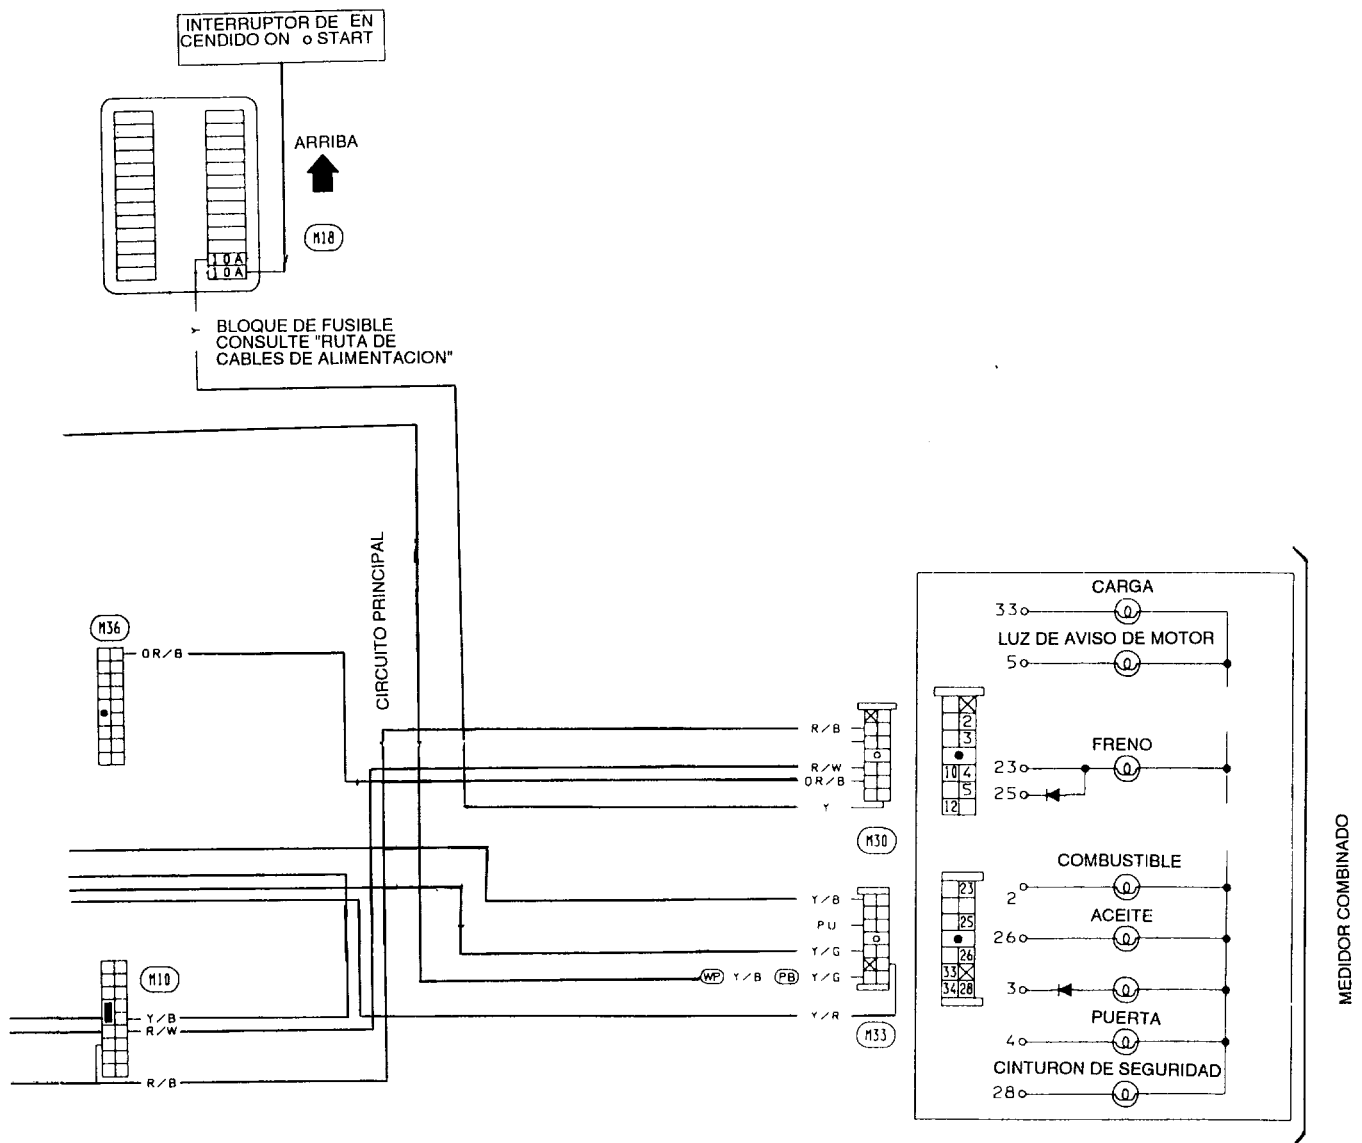 INTERRUPTOR DE EN
CENDIDO ON o START
ARRIBA
M18
10A
10A
Y
BLOQUE DE FUSIBLE
CONSULTE "RUTA DE
CABLES DE ALIMENTACION"
CIRCUITO PRINCIPAL
M36
OR/B
R/B
R/W
OR/B
Y
M30
Y/B
PU
Y/G
WP Y/B PB Y/G
Y/R
M33
M10
Y/B
R/W
R/B
2
3
10 4
5
12
23
25
26
33
34 28
CARGA
33
LUZ DE AVISO DE MOTOR
5
FRENO
23
25
COMBUSTIBLE
2
ACEITE
26
3
PUERTA
4
CINTURON DE SEGURIDAD
28
MEDIDOR COMBINADO